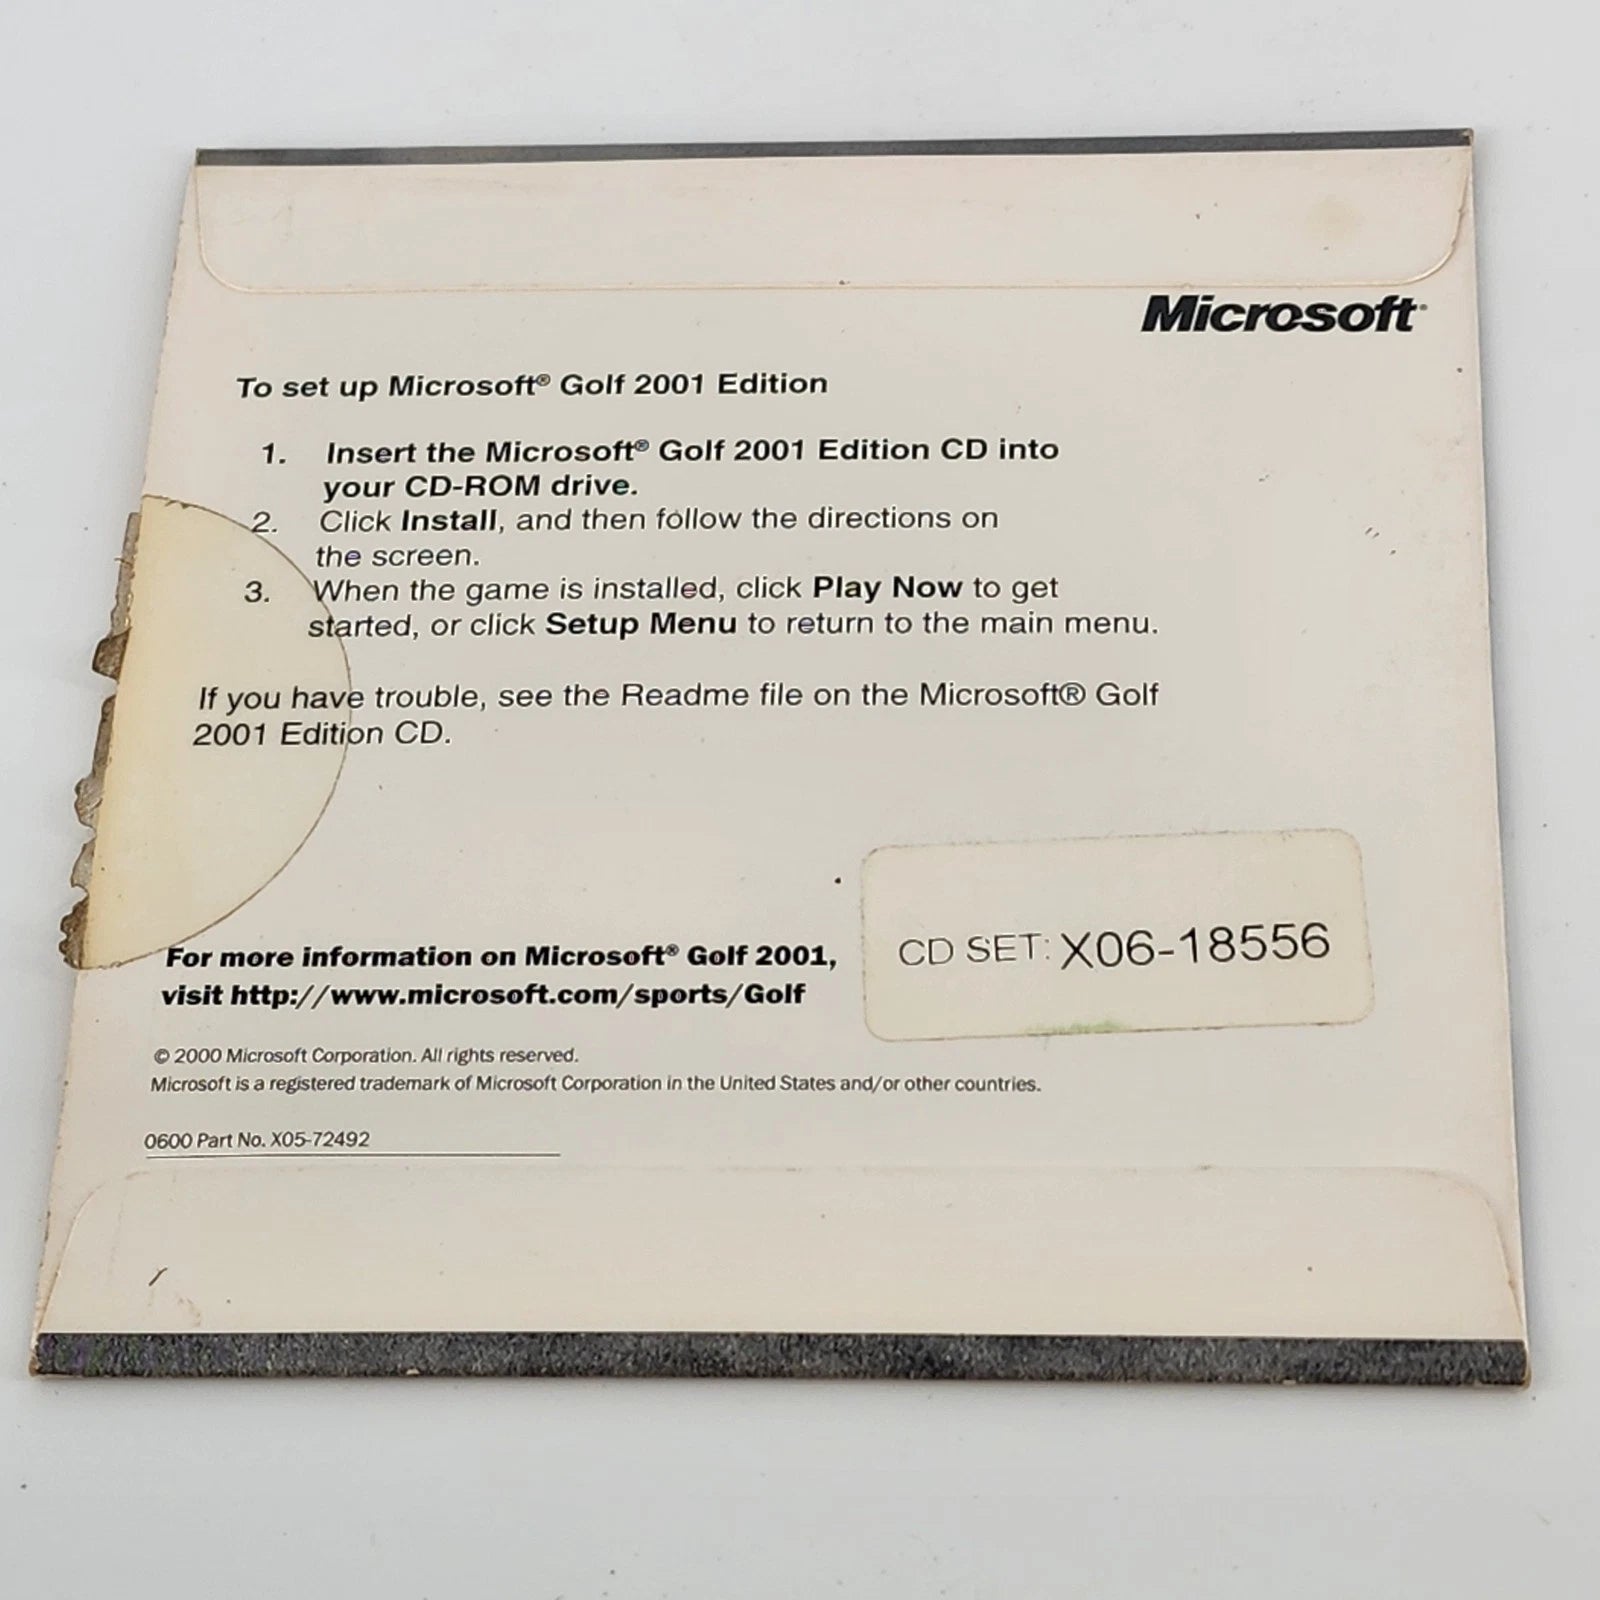 Microsoft®
To set up Microsoft® Golf 2001 Edition
1. Insert the Microsoft® Golf 2001 Edition CD into
your CD-ROM drive.
2. Click Install, and then follow the directions on
the screen.
3. When the game is installed, click Play Now to get
started, or click Setup Menu to return to the main menu.
If you have trouble, see the Readme file on the Microsoft® Golf
2001 Edition CD.
For more information on Microsoft® Golf 2001,
visit http://www.microsoft.com/sports/Golf
CD SET: X06-18556
© 2000 Microsoft Corporation. All rights reserved.
Microsoft is a registered trademark of Microsoft Corporation in the United States and/or other countries.
0600 Part No. X05-72492